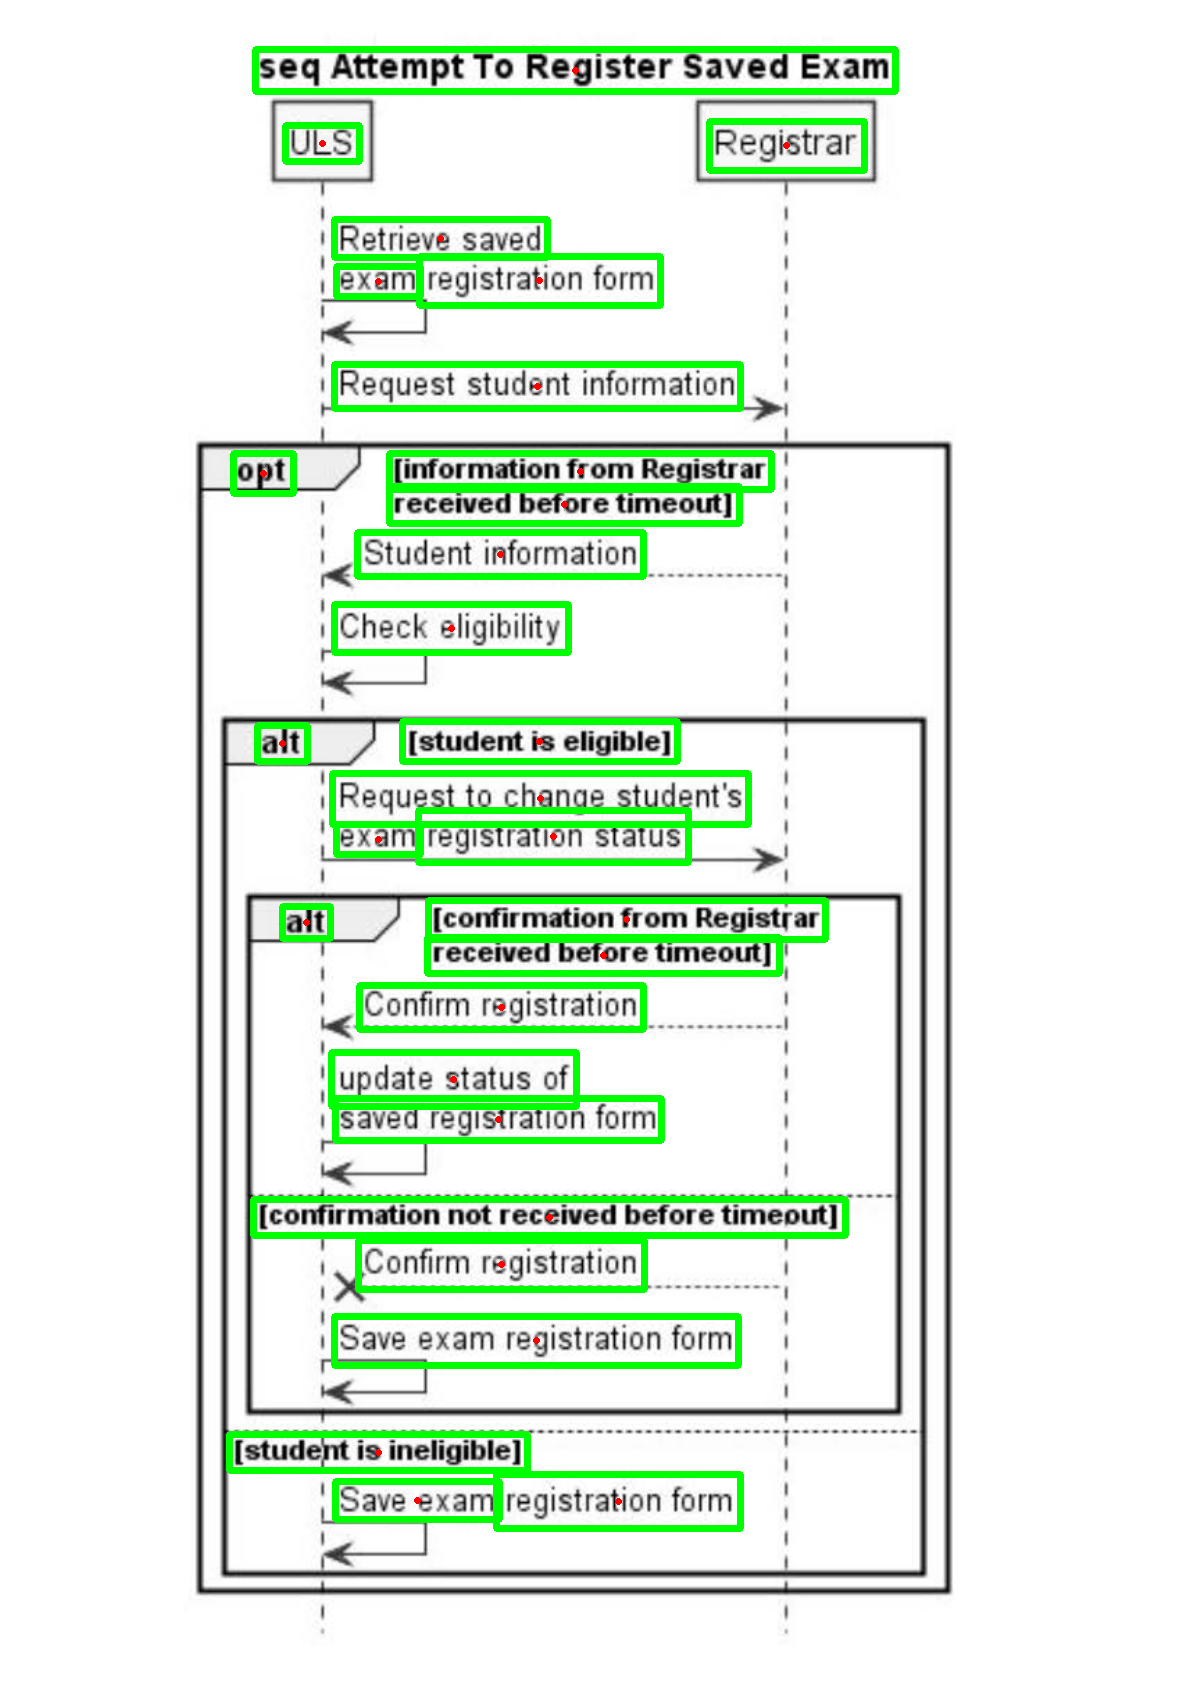 seq Attempt To Register Saved Exam
ULS Registrar
Retrieve saved
exam registration form
Request student information
opt [information from Registrar
received before timeout]
Student information
Check eligibility
alt [student is eligible]
Request to change student's
exam registration status
alt [confirmation from Registrar
received before timeout]
Confirm registration
update status of
saved registration form
[confirmation not received before timeout]
Confirm registration
Save exam registration form
[student is ineligible]
Save exam registration form